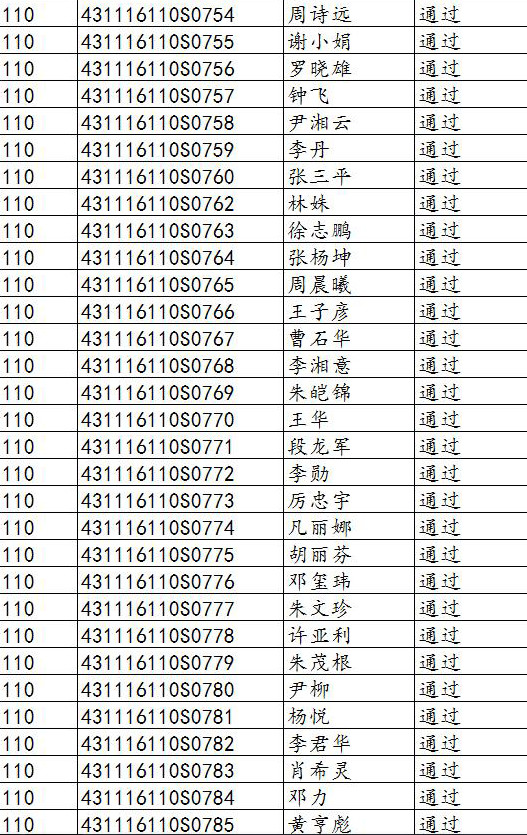 110 431116110S0754 周诗远 通过
110 431116110S0755 谢小娟 通过
110 431116110S0756 罗晓雄 通过
110 431116110S0757 钟飞 通过
110 431116110S0758 尹湘云 通过
110 431116110S0759 李丹 通过
110 431116110S0760 张三平 通过
110 431116110S0762 林姝 通过
110 431116110S0763 徐志鹏 通过
110 431116110S0764 张杨坤 通过
110 431116110S0765 周晨曦 通过
110 431116110S0766 王子彦 通过
110 431116110S0767 曹石华 通过
110 431116110S0768 李湘意 通过
110 431116110S0769 朱皑锦 通过
110 431116110S0770 王华 通过
110 431116110S0771 段龙军 通过
110 431116110S0772 李勋 通过
110 431116110S0773 厉忠宇 通过
110 431116110S0774 凡丽娜 通过
110 431116110S0775 胡丽芬 通过
110 431116110S0776 邓玺玮 通过
110 431116110S0777 朱文珍 通过
110 431116110S0778 许亚利 通过
110 431116110S0779 朱茂根 通过
110 431116110S0780 尹柳 通过
110 431116110S0781 杨悦 通过
110 431116110S0782 李君华 通过
110 431116110S0783 肖希灵 通过
110 431116110S0784 邓力 通过
110 431116110S0785 黄亨彪 通过